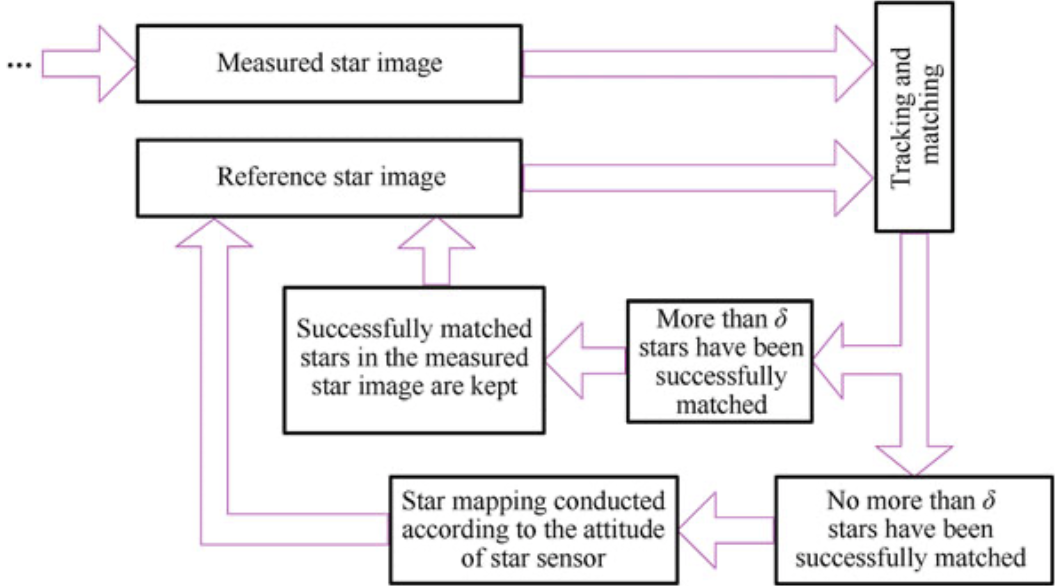 ...
Measured star image
Tracking and
matching
Reference star image
Successfully matched
stars in the measured
star image are kept
More than δ
stars have been
successfully
matched
Star mapping conducted
according to the attitude
of star sensor
No more than δ
stars have been
successfully matched